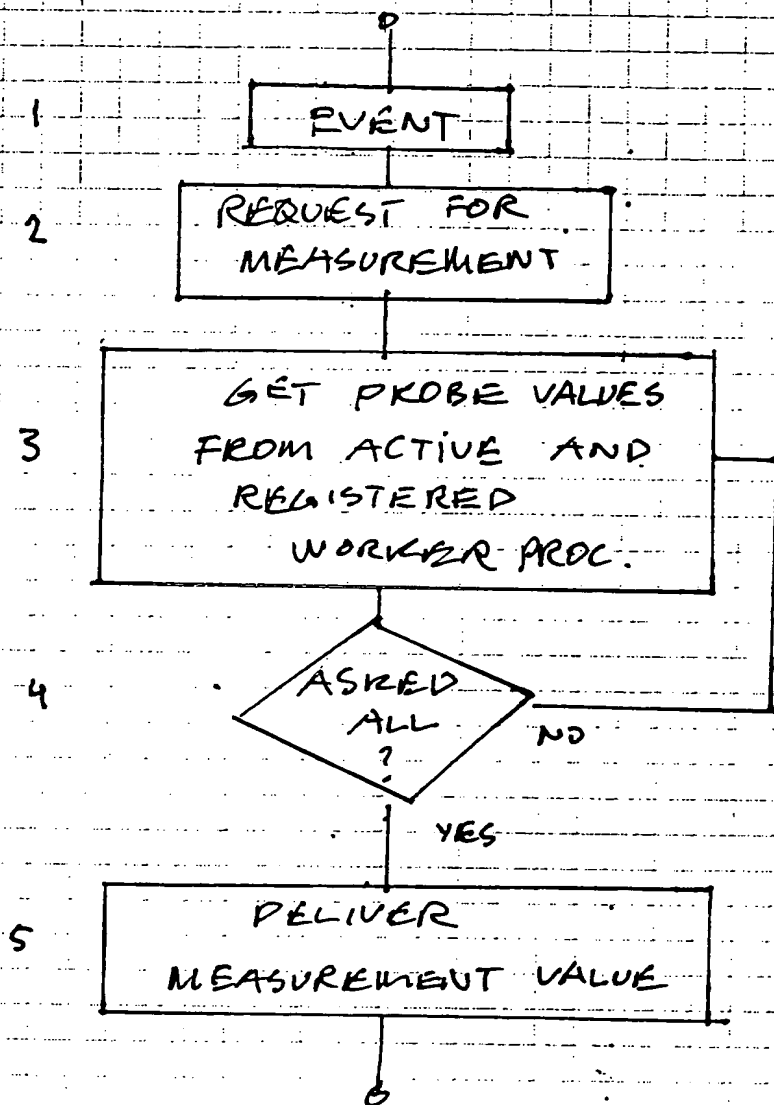 1
EVENT
2
REQUEST FOR
MEASUREMENT
3
GET PROBE VALUES
FROM ACTIVE AND
REGISTERED
WORKER PROC.
4
ASKED
ALL
?
NO
YES
5
DELIVER
MEASUREMENT VALUE